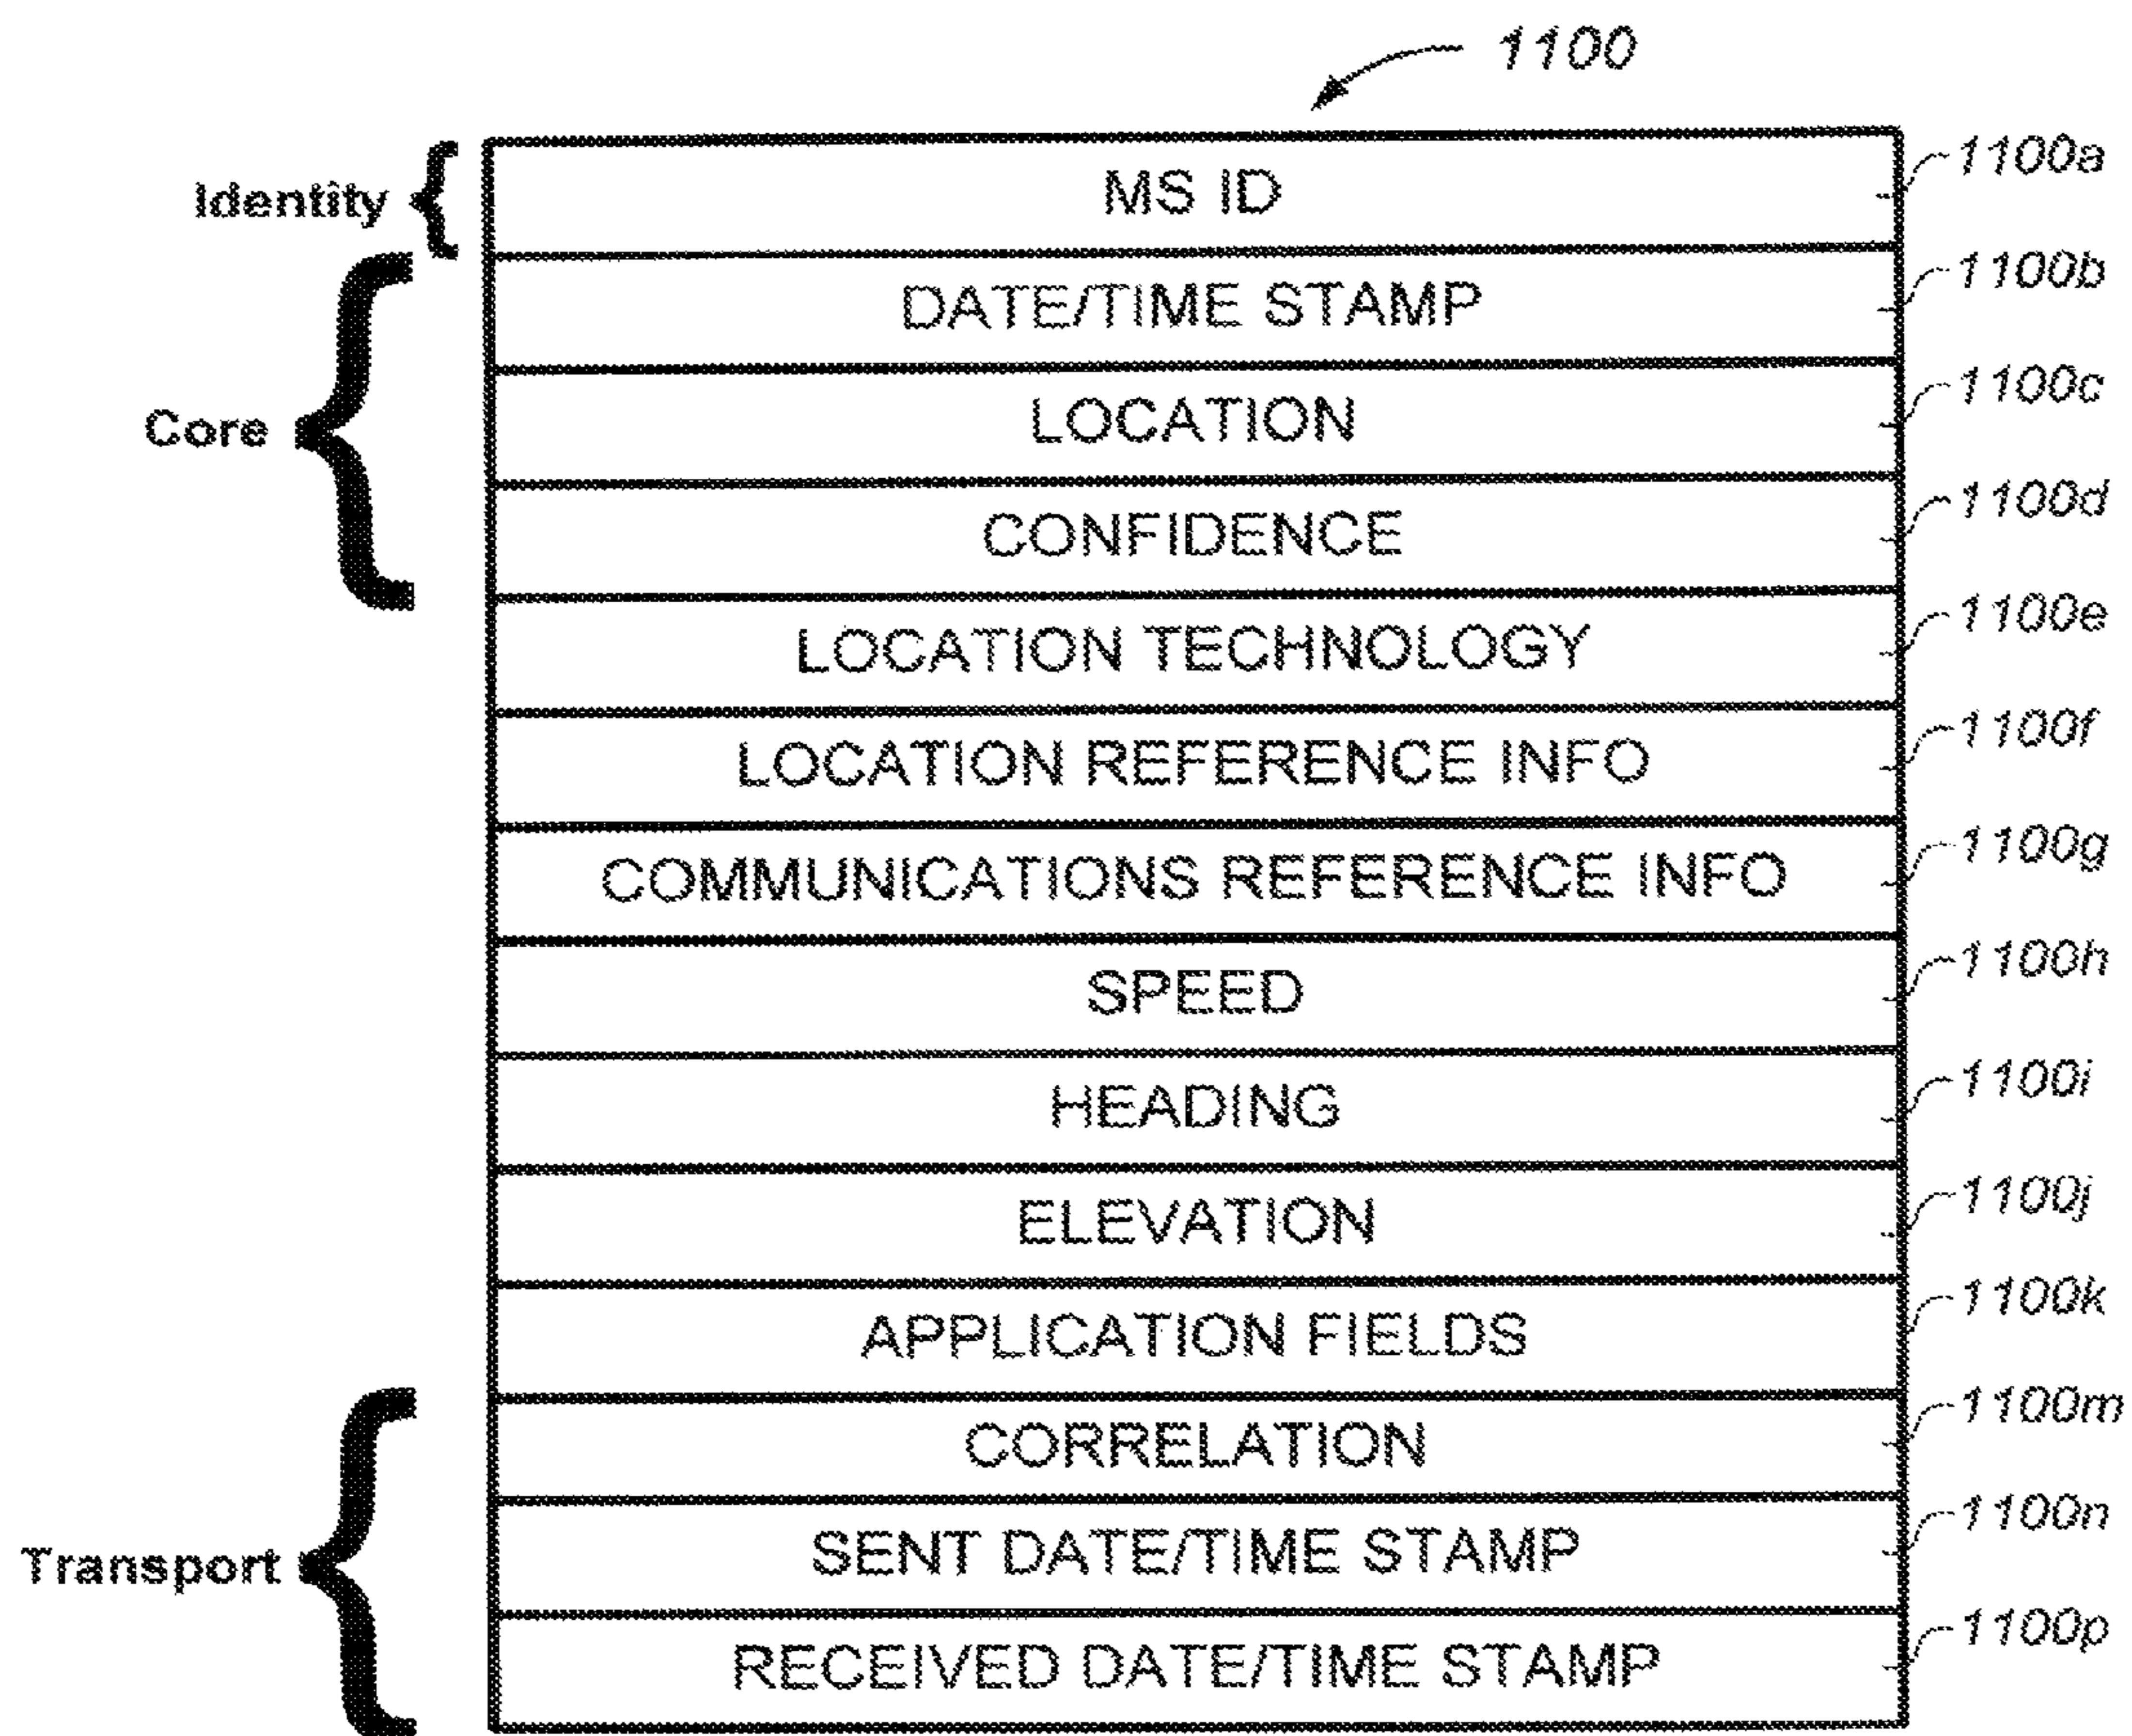 1100
MS ID 1100a
Identity
DATE/TIME STAMP 1100b
LOCATION 1100c
Core
CONFIDENCE 1100d
LOCATION TECHNOLOGY 1100e
LOCATION REFERENCE INFO 1100f
COMMUNICATIONS REFERENCE INFO 1100g
SPEED 1100h
HEADING 1100i
ELEVATION 1100j
APPLICATION FIELDS 1100k
CORRELATION 1100m
SENT DATE/TIME STAMP 1100n
Transport
RECEIVED DATE/TIME STAMP 1100p